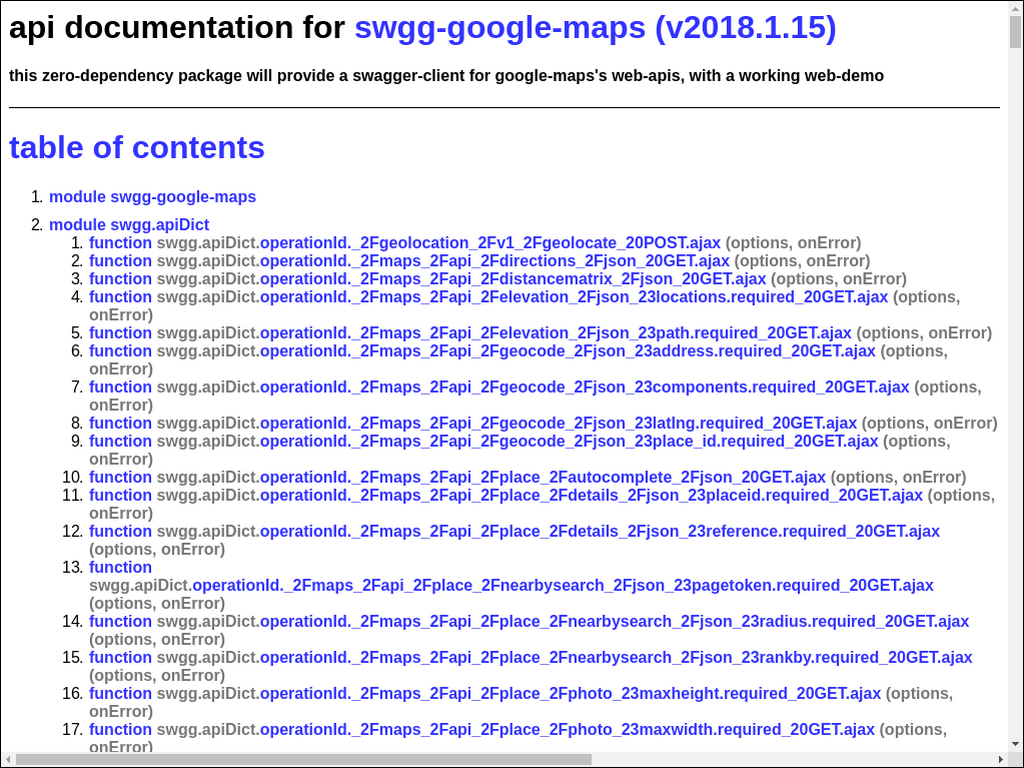 api documentation for swgg-google-maps (v2018.1.15)
this zero-dependency package will provide a swagger-client for google-maps's web-apis, with a working web-demo
table of contents
1. module swgg-google-maps
2. module swgg.apiDict
1. function swgg.apiDict.operationId._2Fgeolocation_2Fv1_2Fgeolocate_20POST.ajax (options, onError)
2. function swgg.apiDict.operationId._2Fmaps_2Fapi_2Fdirections_2Fjson_20GET.ajax (options, onError)
3. function swgg.apiDict.operationId._2Fmaps_2Fapi_2Fdistancematrix_2Fjson_20GET.ajax (options, onError)
4. function swgg.apiDict.operationId._2Fmaps_2Fapi_2Felevation_2Fjson_23locations.required_20GET.ajax (options,
onError)
5. function swgg.apiDict.operationId._2Fmaps_2Fapi_2Felevation_2Fjson_23path.required_20GET.ajax (options, onError)
6. function swgg.apiDict.operationId._2Fmaps_2Fapi_2Fgeocode_2Fjson_23address.required_20GET.ajax (options,
onError)
7. function swgg.apiDict.operationId._2Fmaps_2Fapi_2Fgeocode_2Fjson_23components.required_20GET.ajax (options,
onError)
8. function swgg.apiDict.operationId._2Fmaps_2Fapi_2Fgeocode_2Fjson_23latlng.required_20GET.ajax (options, onError)
9. function swgg.apiDict.operationId._2Fmaps_2Fapi_2Fgeocode_2Fjson_23place_id.required_20GET.ajax (options,
onError)
10. function swgg.apiDict.operationId._2Fmaps_2Fapi_2Fplace_2Fautocomplete_2Fjson_20GET.ajax (options, onError)
11. function swgg.apiDict.operationId._2Fmaps_2Fapi_2Fplace_2Fdetails_2Fjson_23placeid.required_20GET.ajax (options,
onError)
12. function swgg.apiDict.operationId._2Fmaps_2Fapi_2Fplace_2Fdetails_2Fjson_23reference.required_20GET.ajax
(options, onError)
13. function
swgg.apiDict.operationId._2Fmaps_2Fapi_2Fplace_2Fnearbysearch_2Fjson_23pagetoken.required_20GET.ajax
(options, onError)
14. function swgg.apiDict.operationId._2Fmaps_2Fapi_2Fplace_2Fnearbysearch_2Fjson_23radius.required_20GET.ajax
(options, onError)
15. function swgg.apiDict.operationId._2Fmaps_2Fapi_2Fplace_2Fnearbysearch_2Fjson_23rankby.required_20GET.ajax
(options, onError)
16. function swgg.apiDict.operationId._2Fmaps_2Fapi_2Fplace_2Fphoto_23maxheight.required_20GET.ajax (options,
onError)
17. function swgg.apiDict.operationId._2Fmaps_2Fapi_2Fplace_2Fphoto_23maxwidth.required_20GET.ajax (options,
onError)